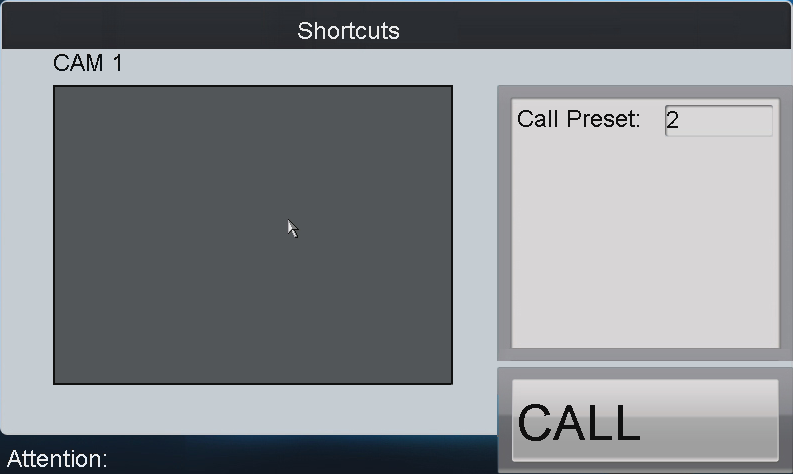 Shortcuts
CAM 1
Call Preset: 2
CALL
Attention: